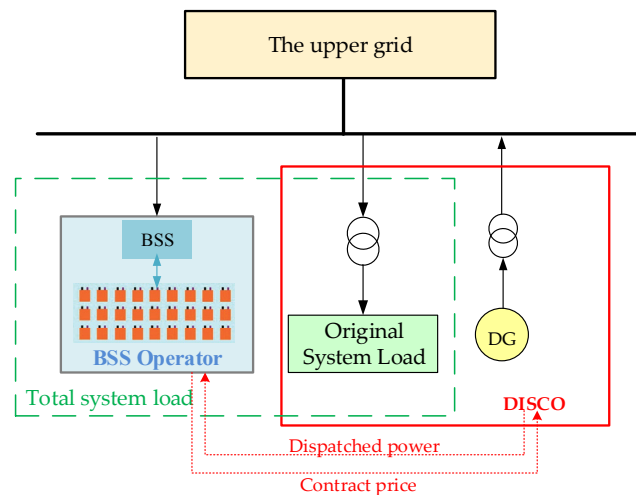 The upper grid
BSS
BSS Operator
Original
System Load
DG
Total system load
DISCO
Dispatched power
Contract price